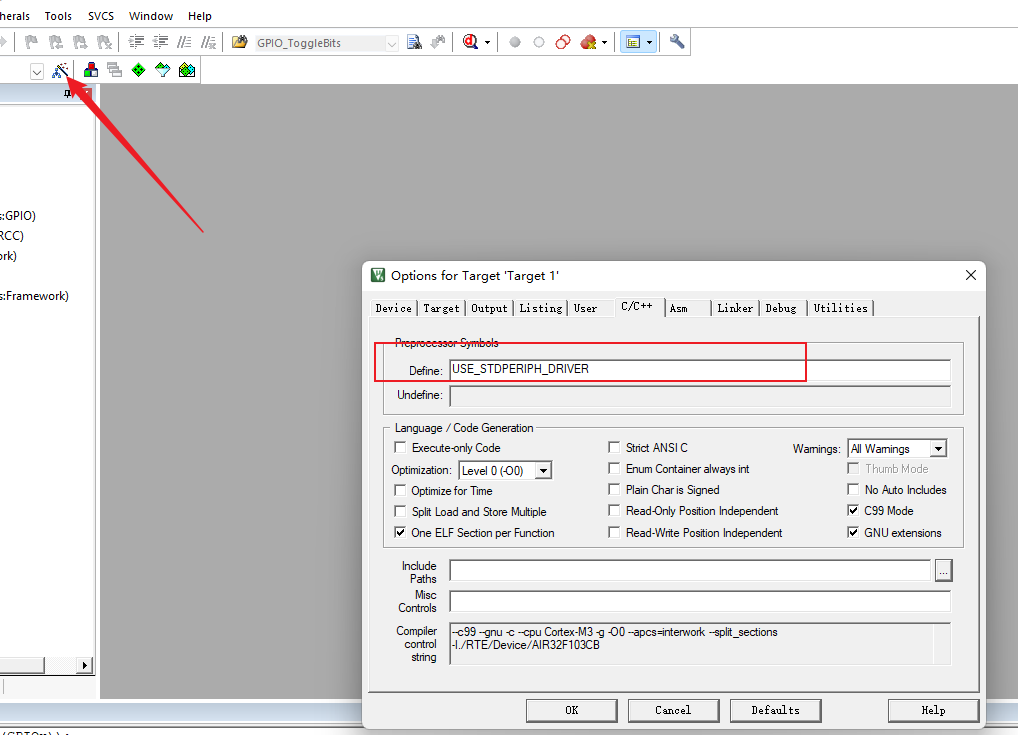 herals Tools SVCS Window Help
GPIO_ToggleBits
s:GPIO)
RCC)
ork)
s:Framework)
Options for Target 'Target 1'
Device Target Output Listing User C/C++ Asm Linker Debug Utilities
Preprocessor Symbols
Define: USE_STDPERIPH_DRIVER
Undefine:
Language / Code Generation
Execute-only Code
Strict ANSI C
Warnings: All Warnings
Optimization: Level 0 (-O0)
Enum Container always int
Thumb Mode
Optimize for Time
Plain Char is Signed
No Auto Includes
Split Load and Store Multiple
Read-Only Position Independent
C99 Mode
One ELF Section per Function
Read-Write Position Independent
GNU extensions
Include
Paths
...
Misc
Controls
Compiler
control
string
--c99 --gnu -c --cpu Cortex-M3 -g -O0 --apcs=interwork --split_sections
-I./RTE/Device/AIR32F103CB
OK Cancel Defaults Help